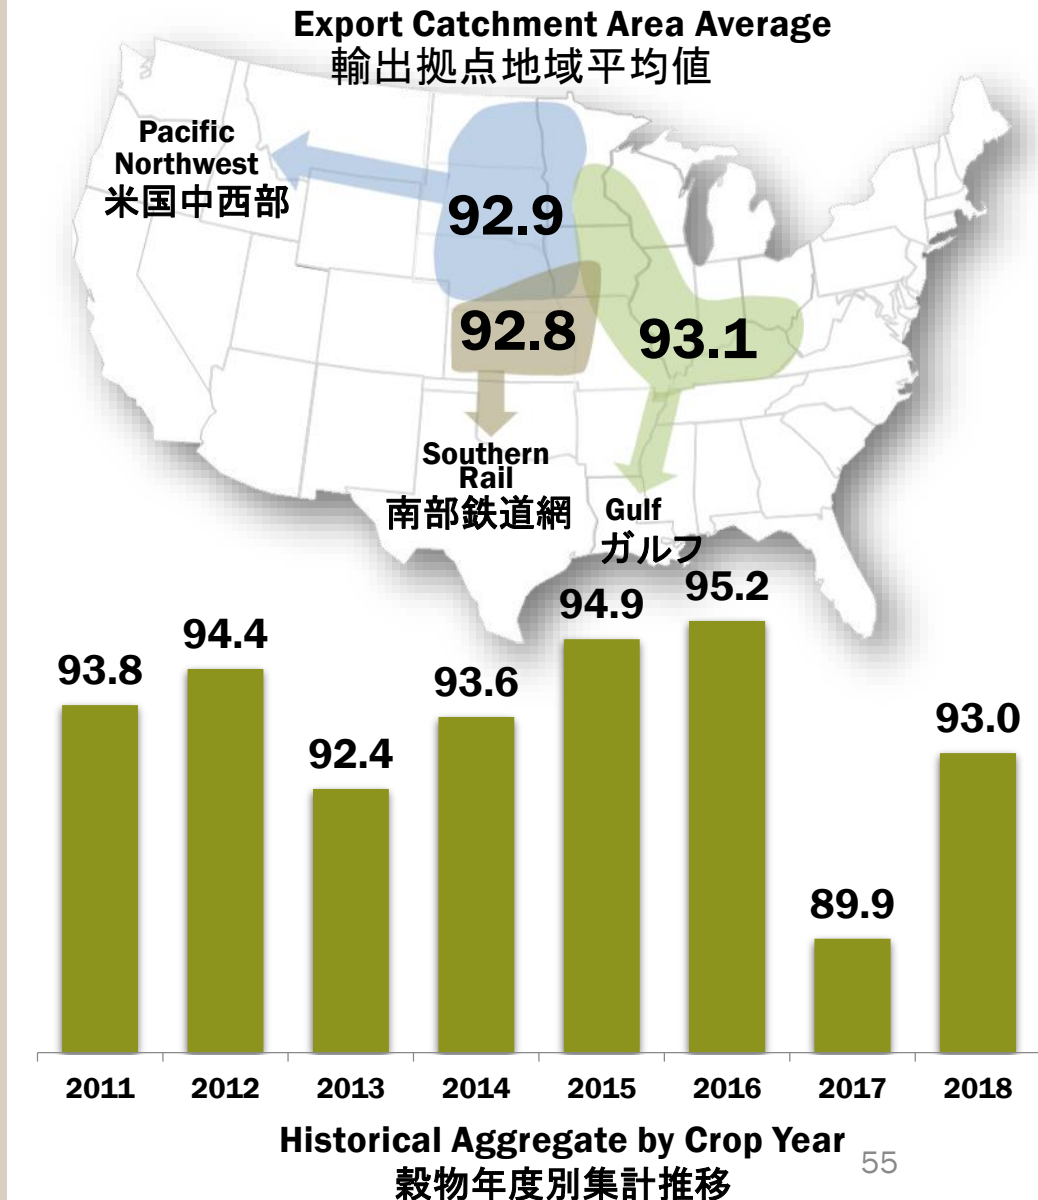 Export Catchment Area Average
輸出拠点地域平均値
Pacific
Northwest
米国中西部
92.9
92.8
93.1
Southern
Rail
南部鉄道網
Gulf
ガルフ
93.8
94.4
92.4
93.6
94.9
95.2
89.9
93.0
2011
2012
2013
2014
2015
2016
2017
2018
Historical Aggregate by Crop Year
穀物年度別集計推移
55